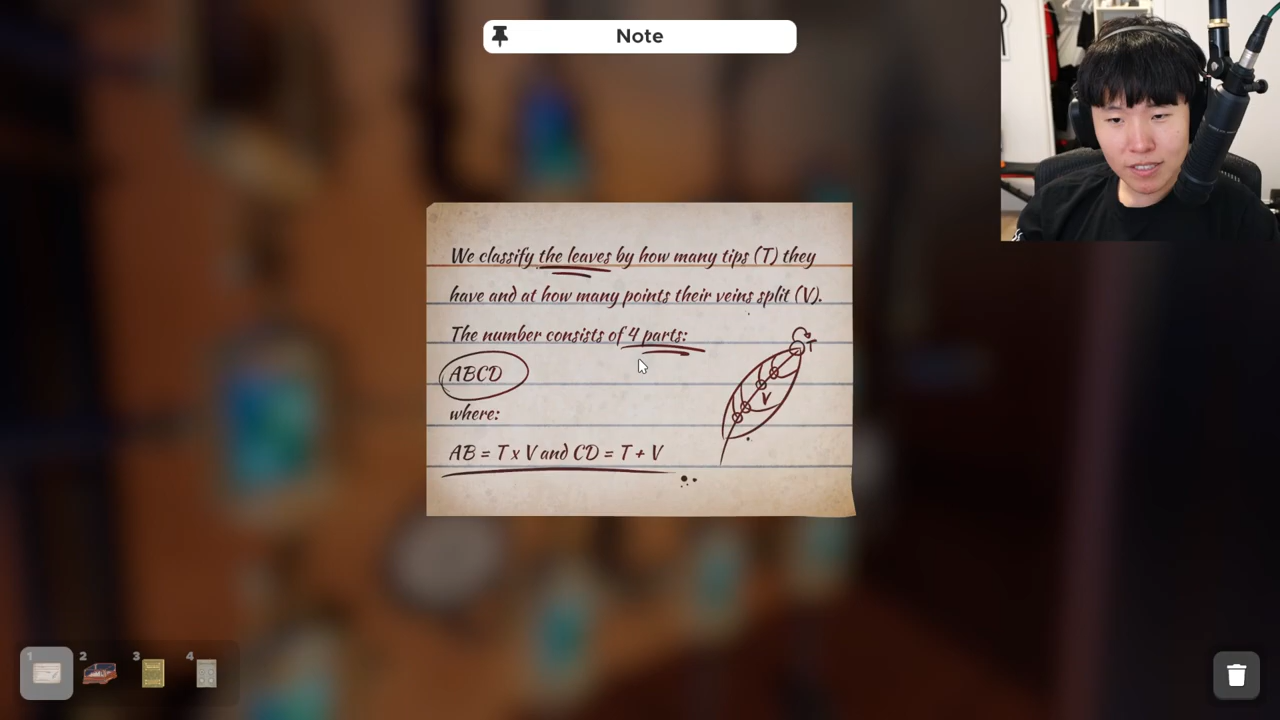 Note
We classify the leaves by how many tips (T) they
have and at how many points their veins split (V).
The number consists of 4 parts:
ABCD
where:
AB = T x V and CD = T + V
T
V
1
2
3
4